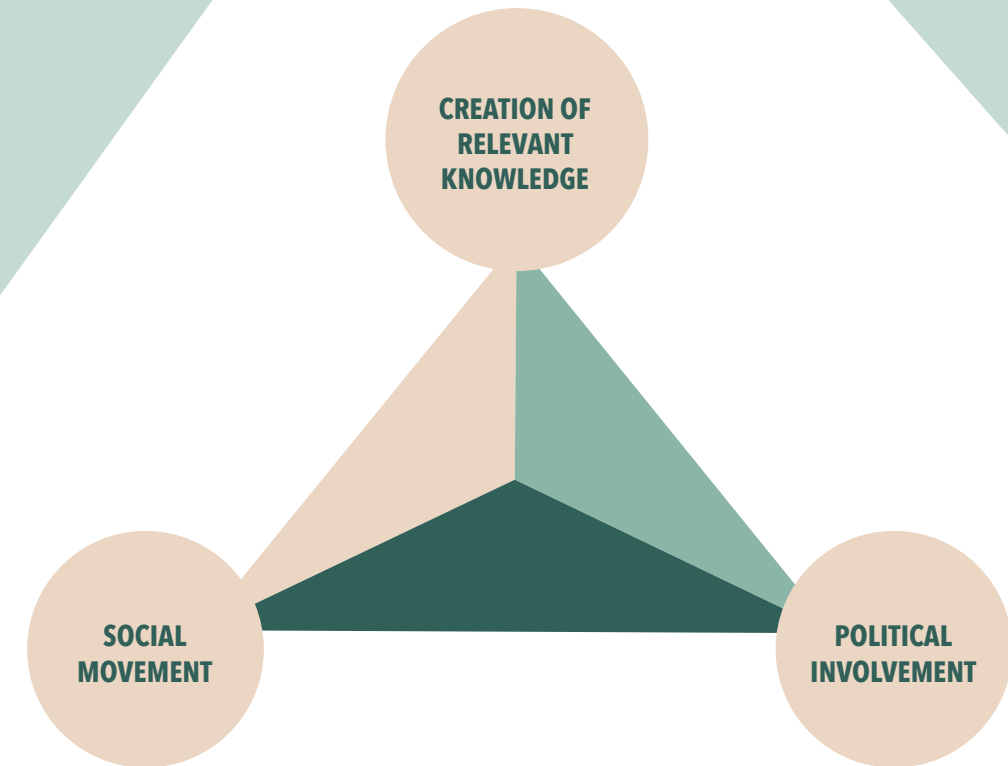 CREATION OF
RELEVANT
KNOWLEDGE
SOCIAL
MOVEMENT
POLITICAL
INVOLVEMENT